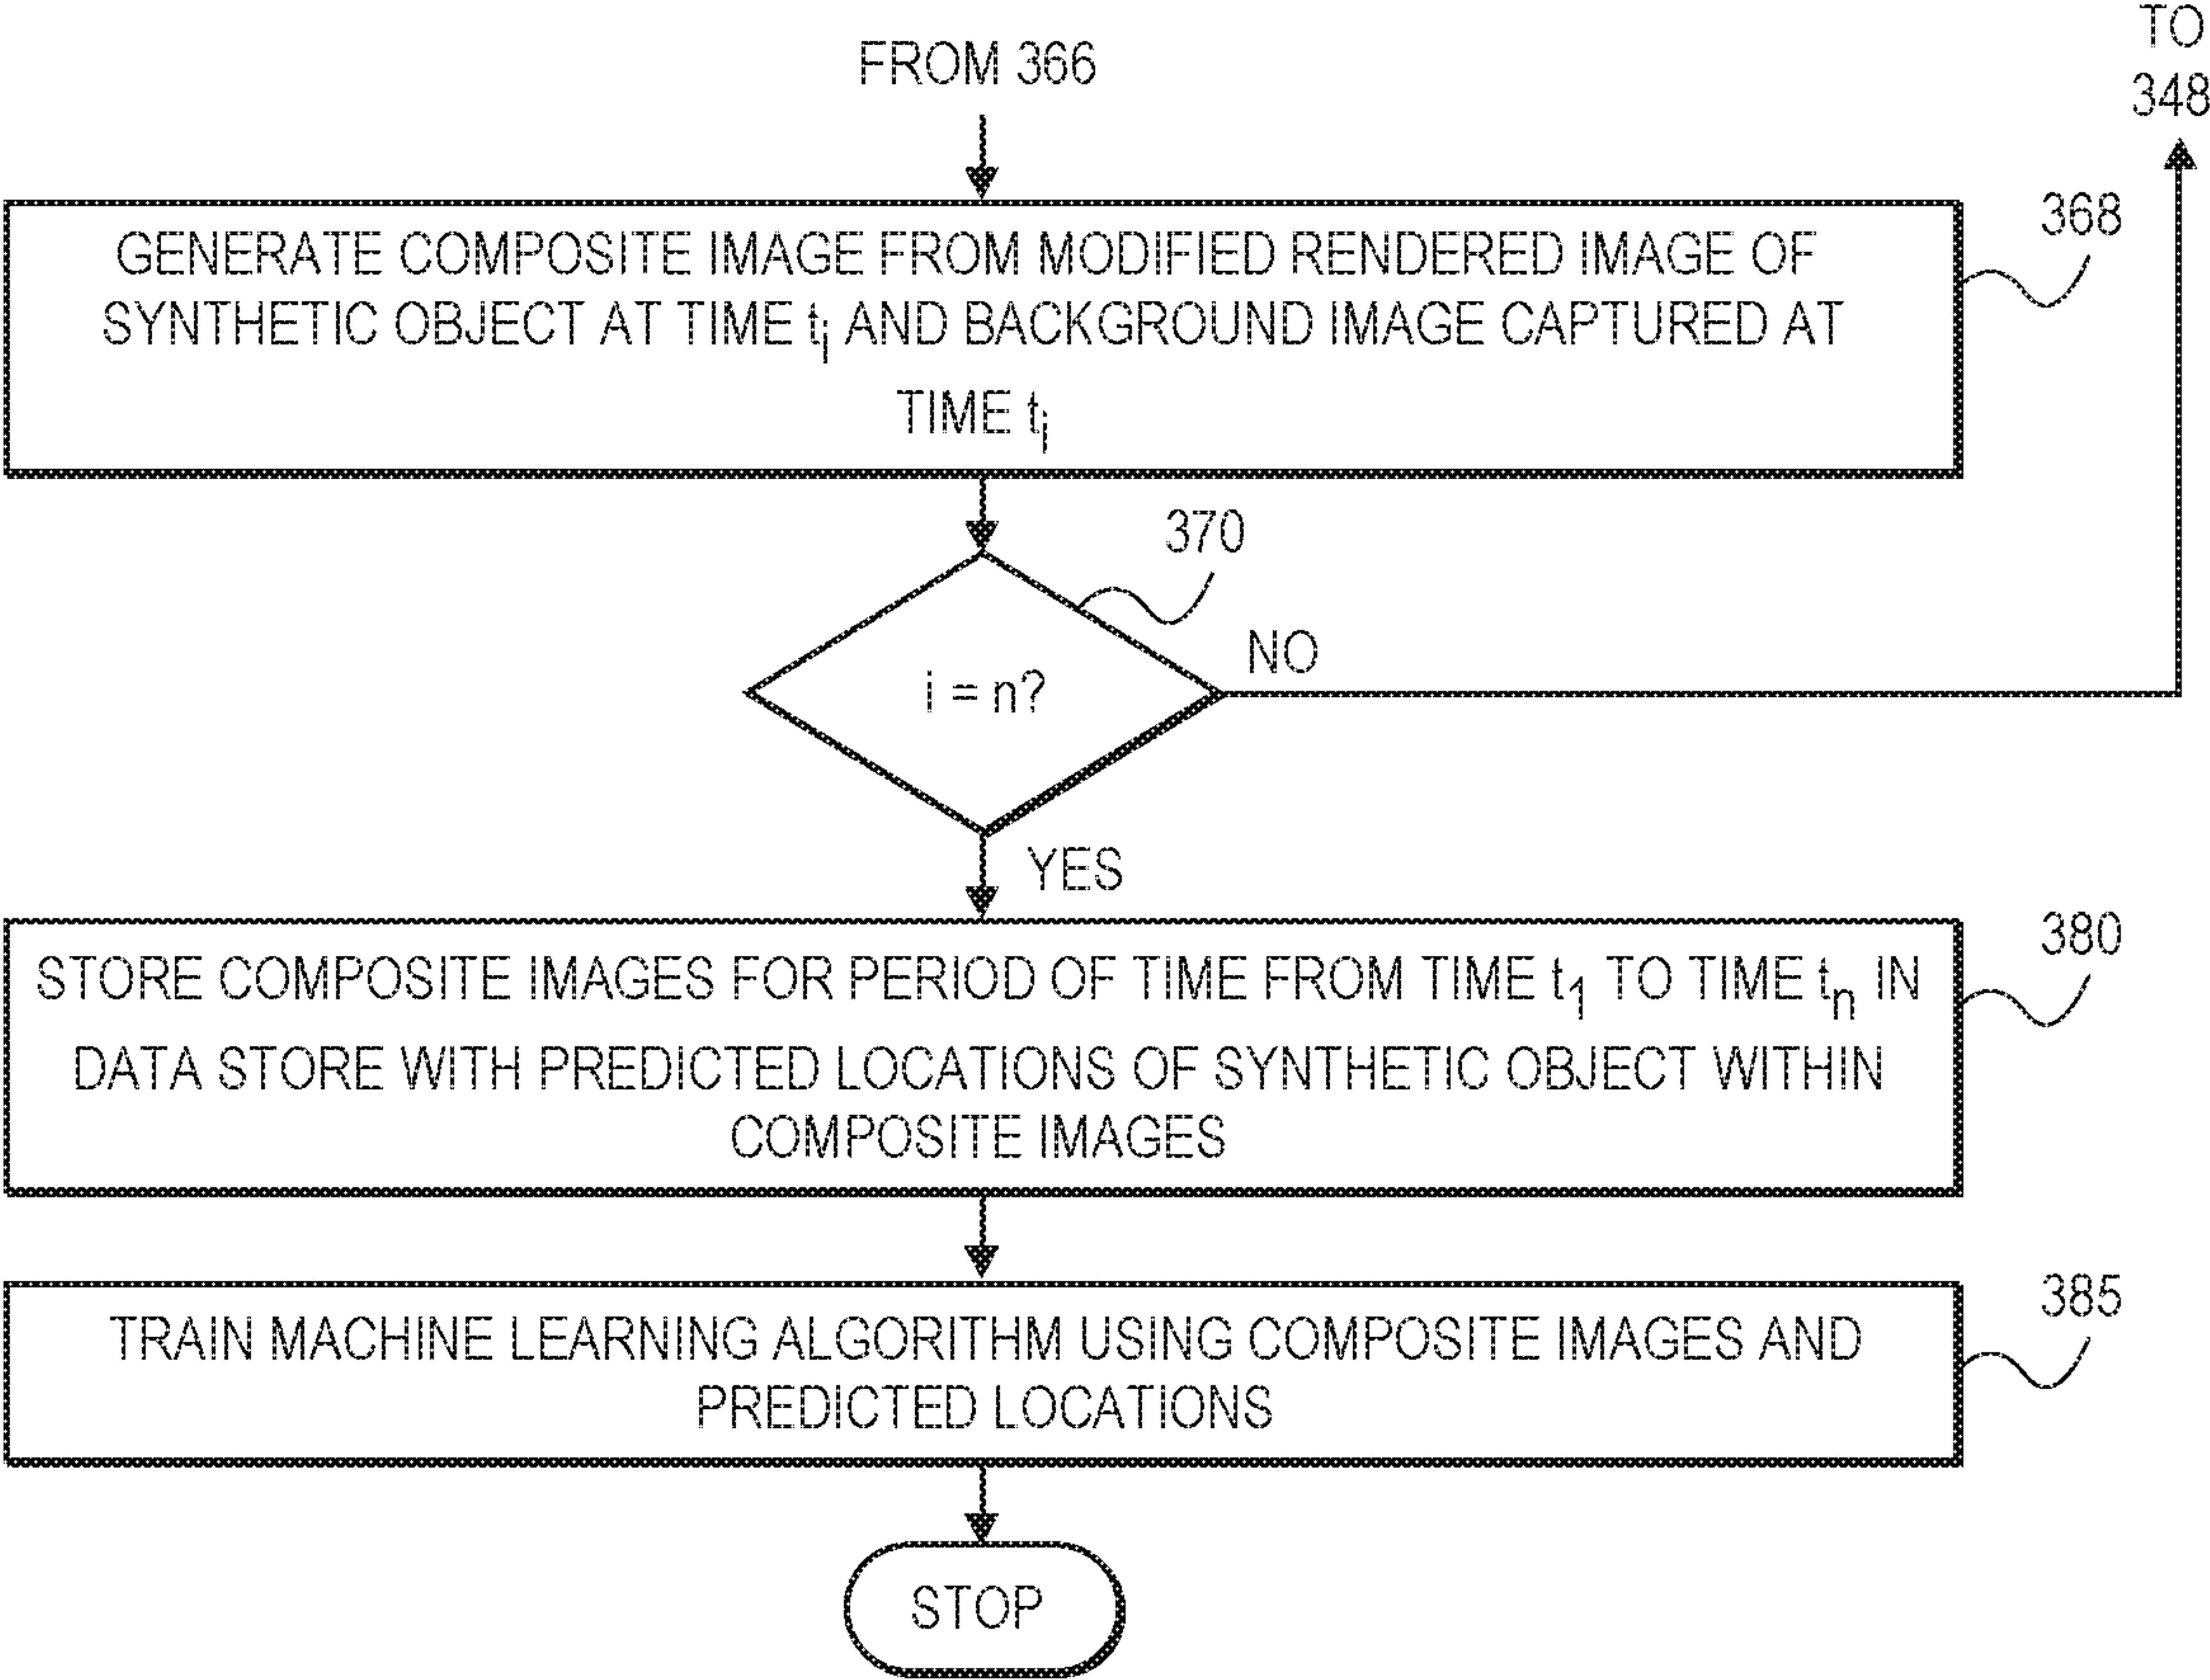 TO
348
FROM 366
368
GENERATE COMPOSITE IMAGE FROM MODIFIED RENDERED IMAGE OF
SYNTHETIC OBJECT AT TIME ti AND BACKGROUND IMAGE CAPTURED AT
TIME ti
370
NO
i = n?
YES
380
STORE COMPOSITE IMAGES FOR PERIOD OF TIME FROM TIME t1 TO TIME tn IN
DATA STORE WITH PREDICTED LOCATIONS OF SYNTHETIC OBJECT WITHIN
COMPOSITE IMAGES
385
TRAIN MACHINE LEARNING ALGORITHM USING COMPOSITE IMAGES AND
PREDICTED LOCATIONS
STOP